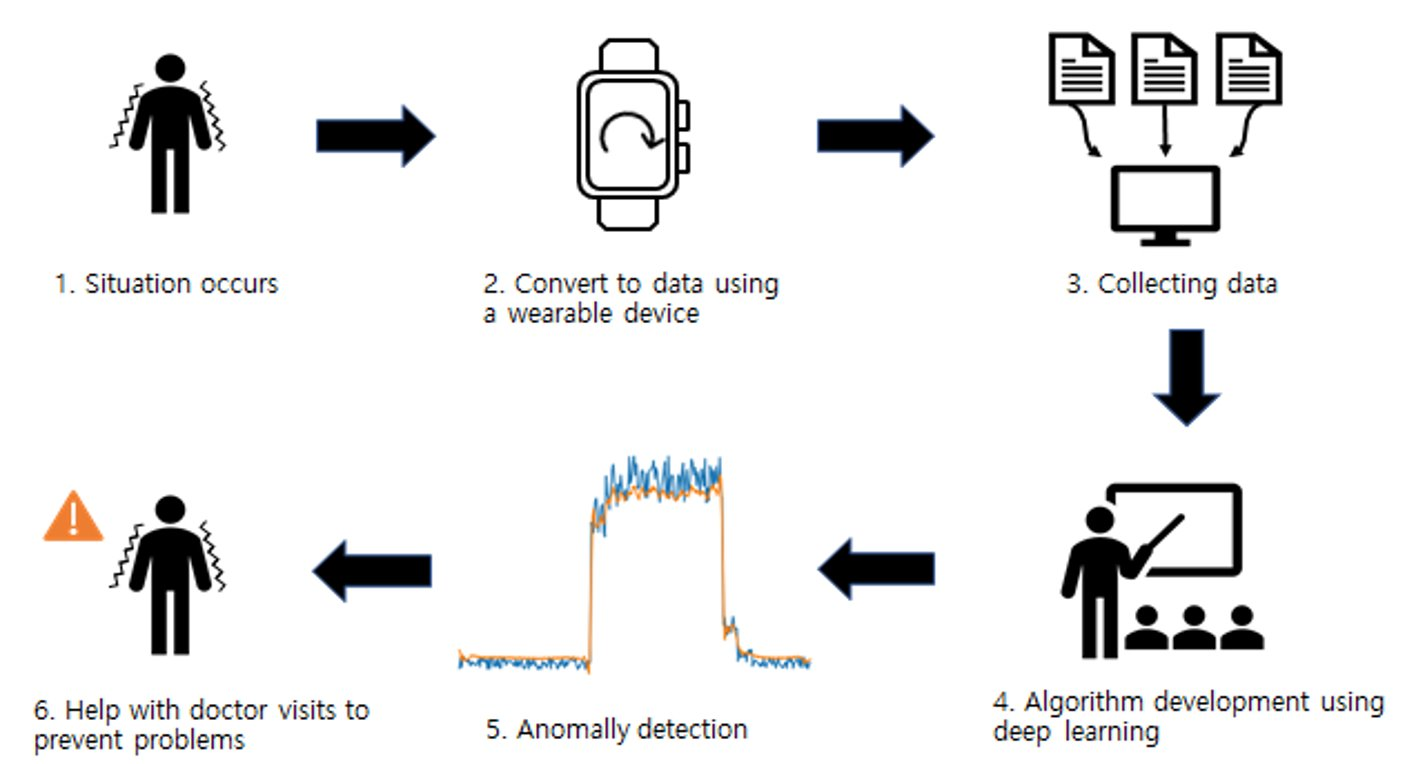 1. Situation occurs
2. Convert to data using
a wearable device
3. Collecting data
4. Algorithm development using
deep learning
5. Anomally detection
6. Help with doctor visits to
prevent problems